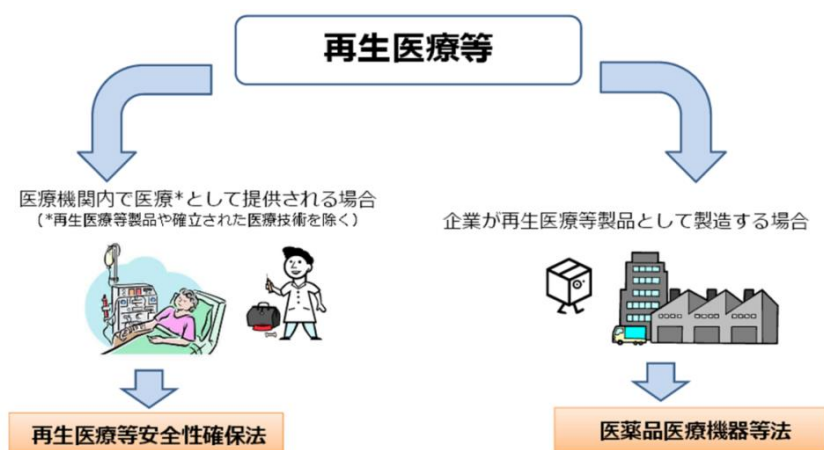 再生医療等
医療機関内で医療*として提供される場合
(*再生医療等製品や確立された医療技術を除く)
企業が再生医療等製品として製造する場合
再生医療等安全性確保法
医薬品医療機器等法